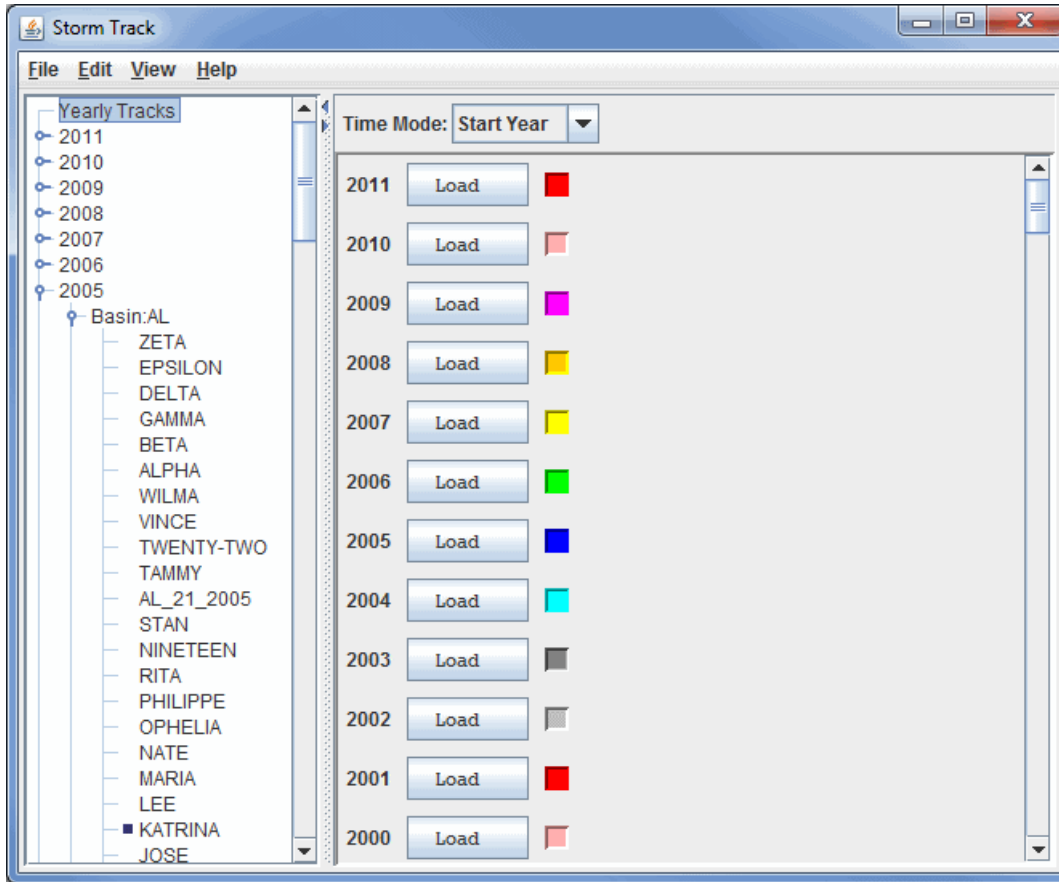 Storm Track
File Edit View Help
Yearly Tracks
2011
2010
2009
2008
2007
2006
2005
Basin:AL
ZETA
EPSILON
DELTA
GAMMA
BETA
ALPHA
WILMA
VINCE
TWENTY-TWO
TAMMY
AL_21_2005
STAN
NINETEEN
RITA
PHILIPPE
OPHELIA
NATE
MARIA
LEE
KATRINA
JOSE
Time Mode: Start Year
2011 Load
2010 Load
2009 Load
2008 Load
2007 Load
2006 Load
2005 Load
2004 Load
2003 Load
2002 Load
2001 Load
2000 Load